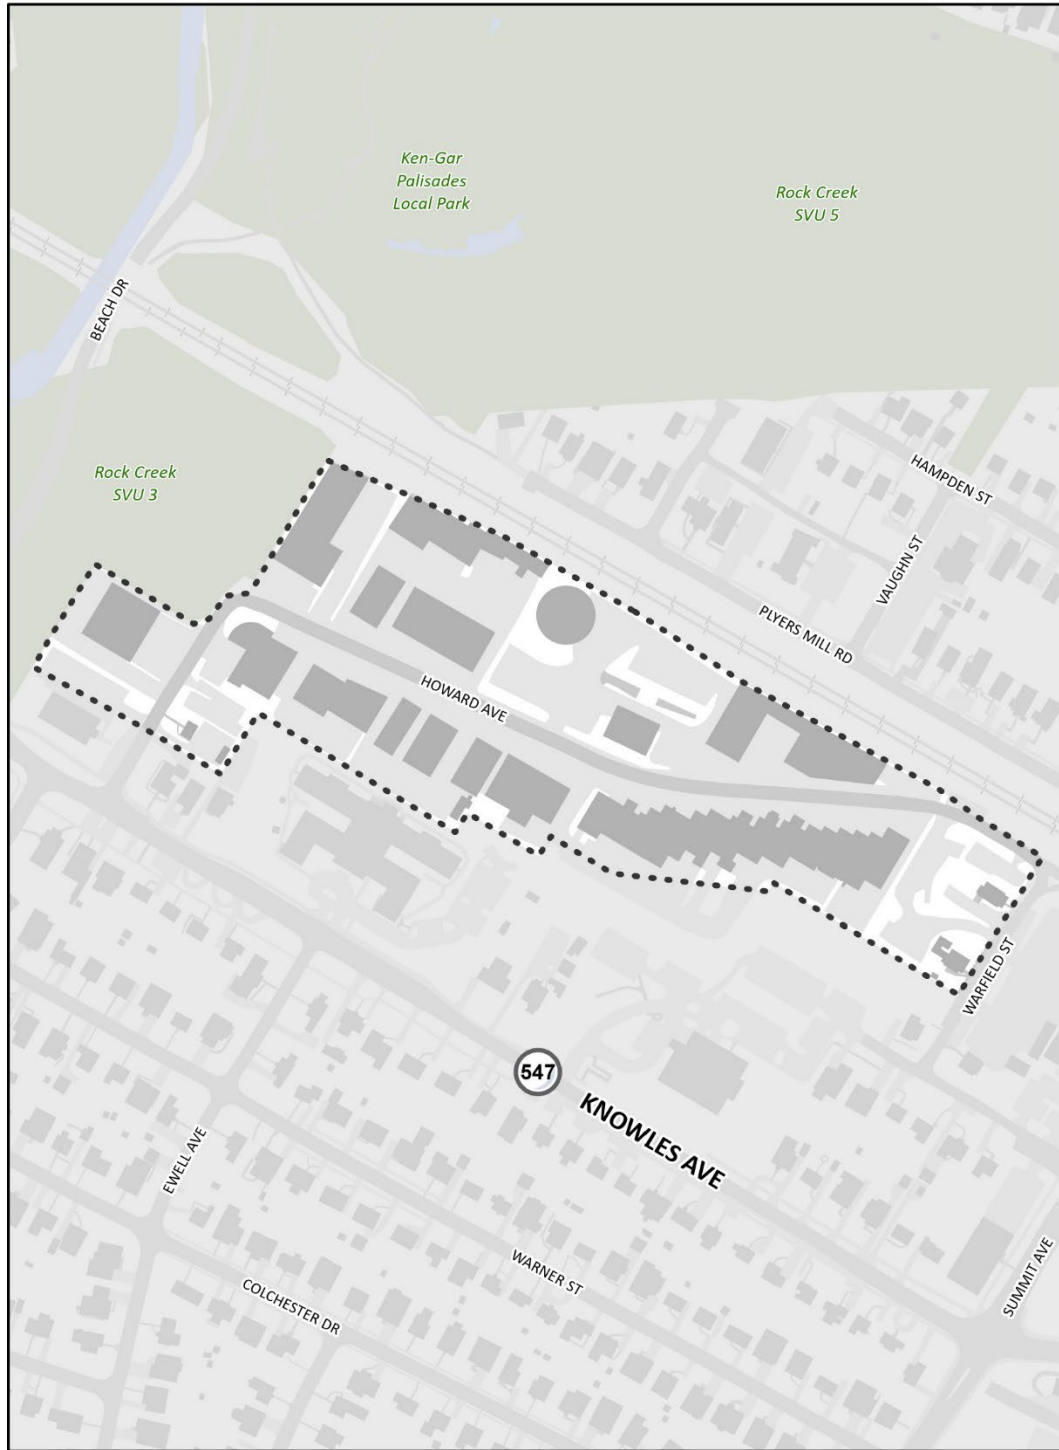 Ken-Gar
Palisades
Local Park
Rock Creek
SVU 5
BEACH DR
Rock Creek
SVU 3
HAMPDEN ST
VAUGHN ST
PLYERS MILL RD
HOWARD AVE
WARFIELD ST
547
KNOWLES AVE
EWELL AVE
WARNER ST
COLCHESTER DR
SUMMIT AVE